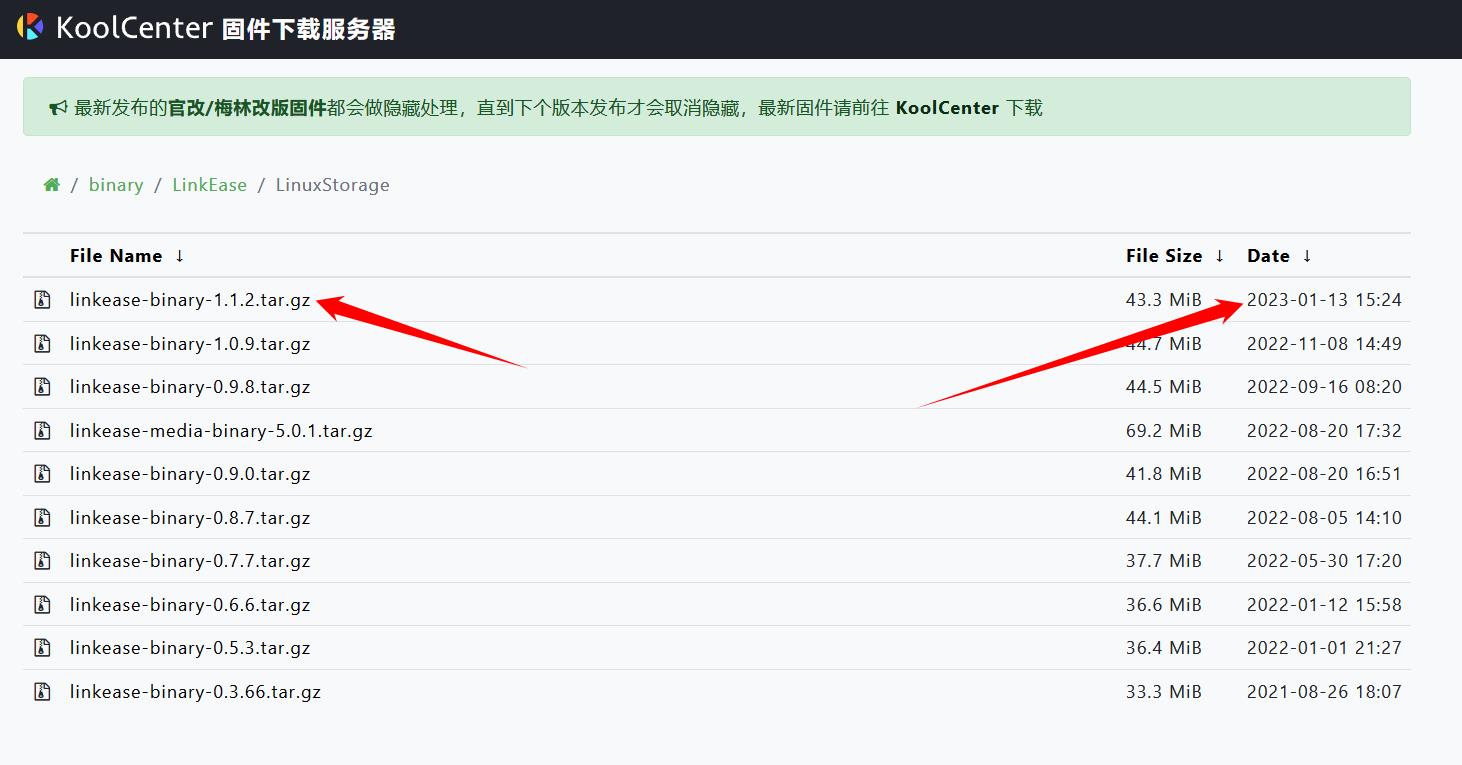 KoolCenter 固件下载服务器
最新发布的官改/梅林改版固件都会做隐藏处理，直到下个版本发布才会取消隐藏，最新固件请前往 KoolCenter 下载
/ binary / LinkEase / LinuxStorage
File Name ↓ File Size ↓ Date ↓
linkease-binary-1.1.2.tar.gz 43.3 MiB 2023-01-13 15:24
linkease-binary-1.0.9.tar.gz 44.7 MiB 2022-11-08 14:49
linkease-binary-0.9.8.tar.gz 44.5 MiB 2022-09-16 08:20
linkease-media-binary-5.0.1.tar.gz 69.2 MiB 2022-08-20 17:32
linkease-binary-0.9.0.tar.gz 41.8 MiB 2022-08-20 16:51
linkease-binary-0.8.7.tar.gz 44.1 MiB 2022-08-05 14:10
linkease-binary-0.7.7.tar.gz 37.7 MiB 2022-05-30 17:20
linkease-binary-0.6.6.tar.gz 36.6 MiB 2022-01-12 15:58
linkease-binary-0.5.3.tar.gz 36.4 MiB 2022-01-01 21:27
linkease-binary-0.3.66.tar.gz 33.3 MiB 2021-08-26 18:07